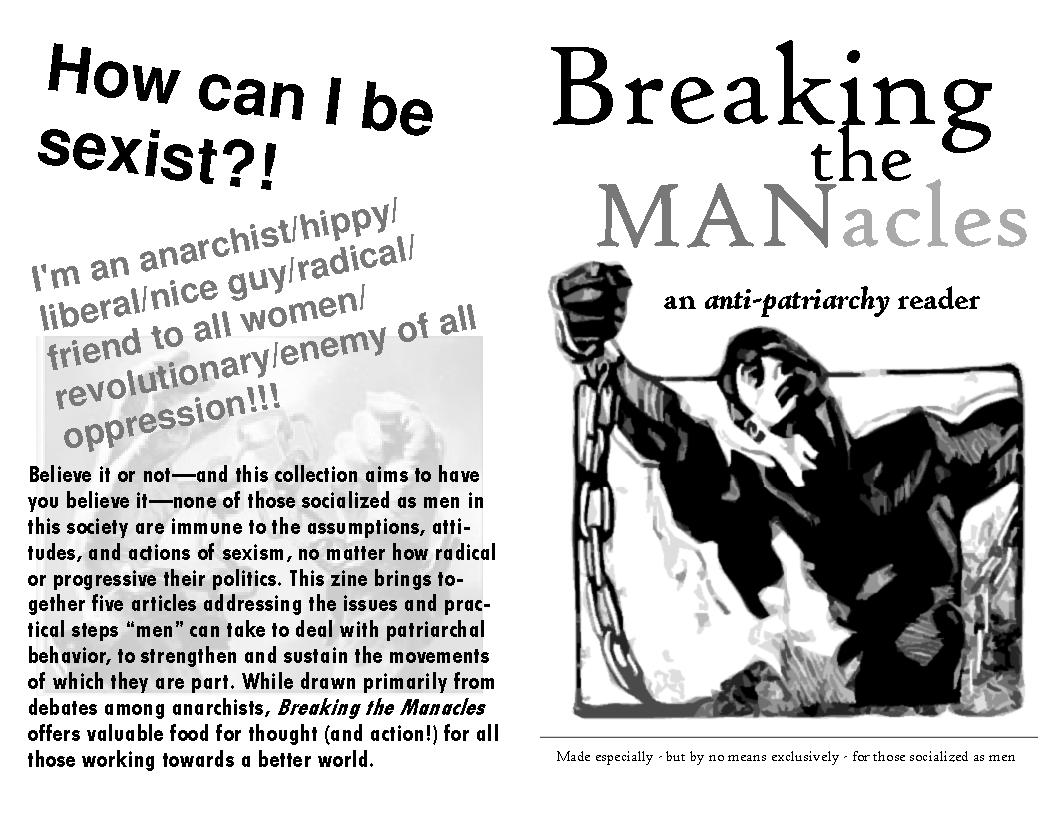 How can I be
sexist?!
I'm an anarchist/hippy/
liberal/nice guy/radical/
friend to all women/
revolutionary/enemy of all
oppression!!!
Believe it or not—and this collection aims to have
you believe it—none of those socialized as men in
this society are immune to the assumptions, atti-
tudes, and actions of sexism, no matter how radical
or progressive their politics. This zine brings to-
gether five articles addressing the issues and prac-
tical steps “men” can take to deal with patriarchal
behavior, to strengthen and sustain the movements
of which they are part. While drawn primarily from
debates among anarchists, Breaking the Manacles
offers valuable food for thought (and action!) for all
those working towards a better world.
Breaking
the
MANacles
an anti-patriarchy reader
Made especially - but by no means exclusively - for those socialized as men